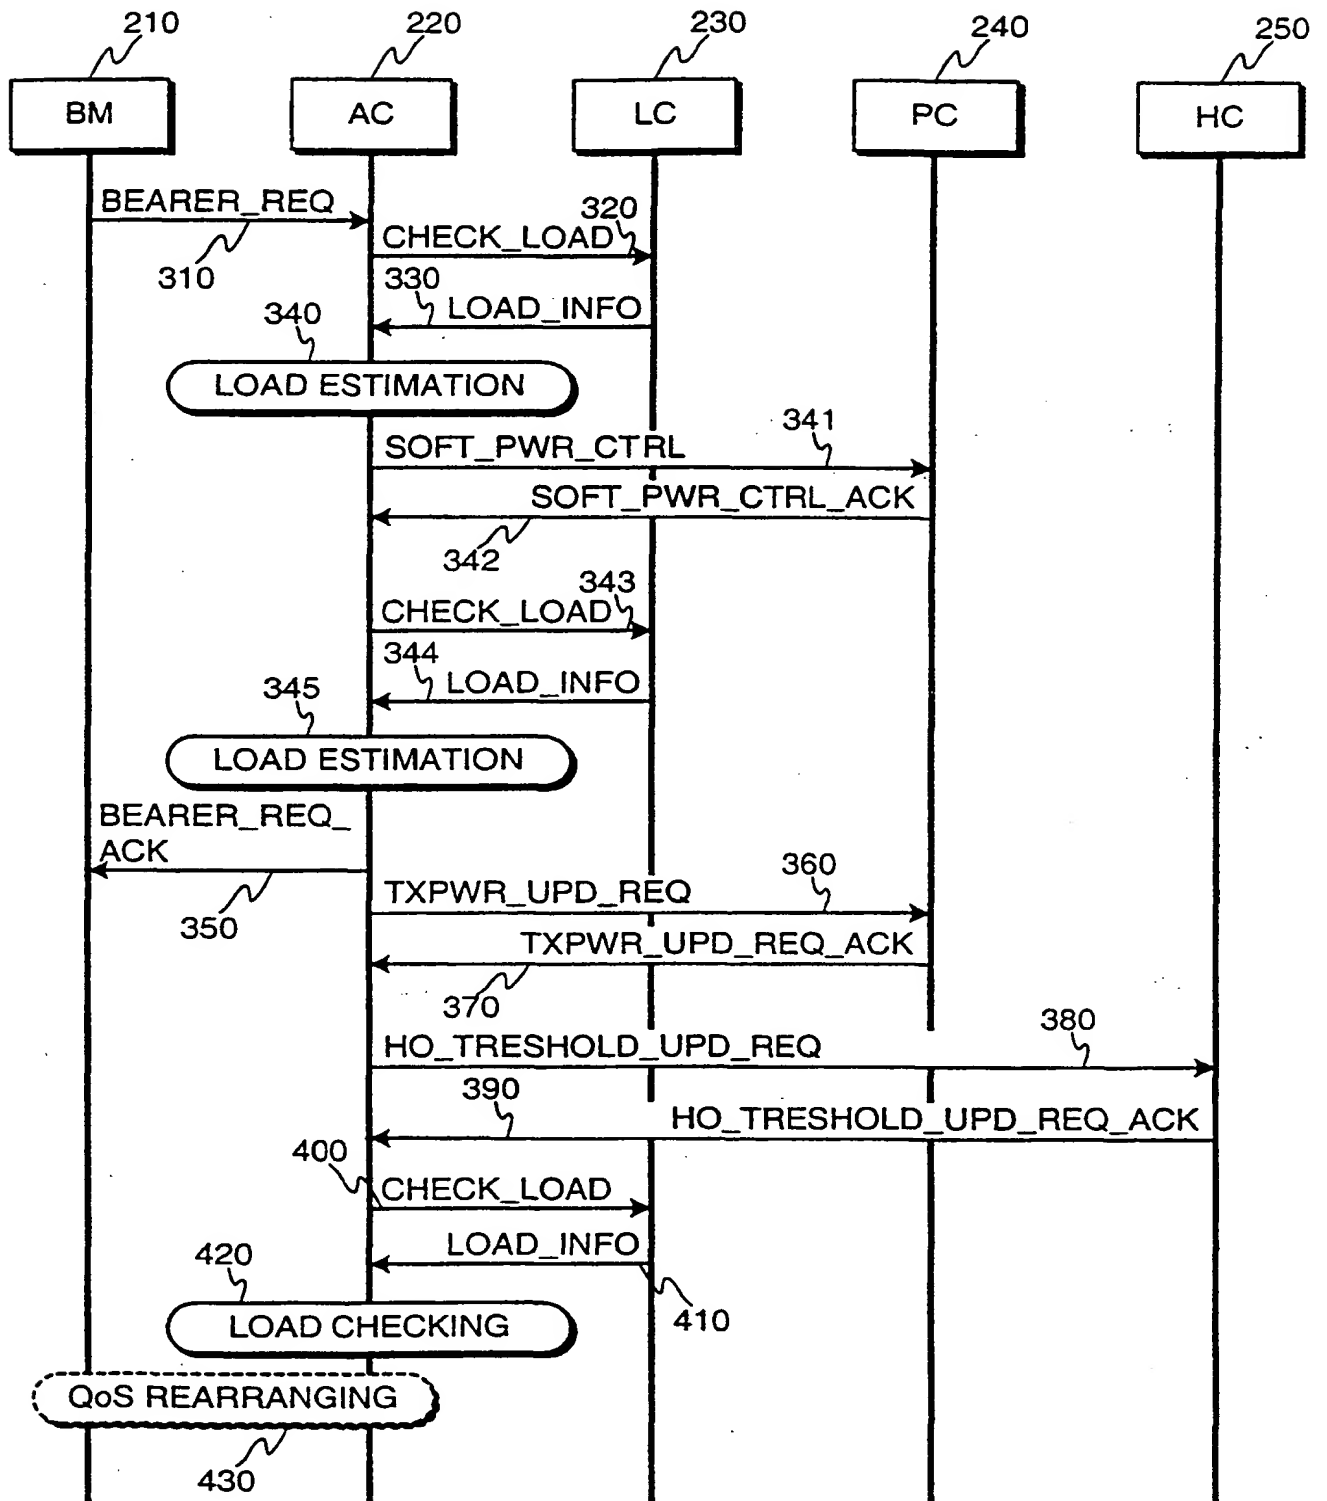 210 220 230 240 250
BM AC LC PC HC
BEARER_REQ
310
320
CHECK_LOAD
330
LOAD_INFO
340
LOAD ESTIMATION
341
SOFT_PWR_CTRL
SOFT_PWR_CTRL_ACK
342
343
CHECK_LOAD
344
LOAD_INFO
345
LOAD ESTIMATION
BEARER_REQ_
ACK
350
360
TXPWR_UPD_REQ
TXPWR_UPD_REQ_ACK
370
380
HO_TRESHOLD_UPD_REQ
390
HO_TRESHOLD_UPD_REQ_ACK
400
CHECK_LOAD
LOAD_INFO
410
420
LOAD CHECKING
QoS REARRANGING
430